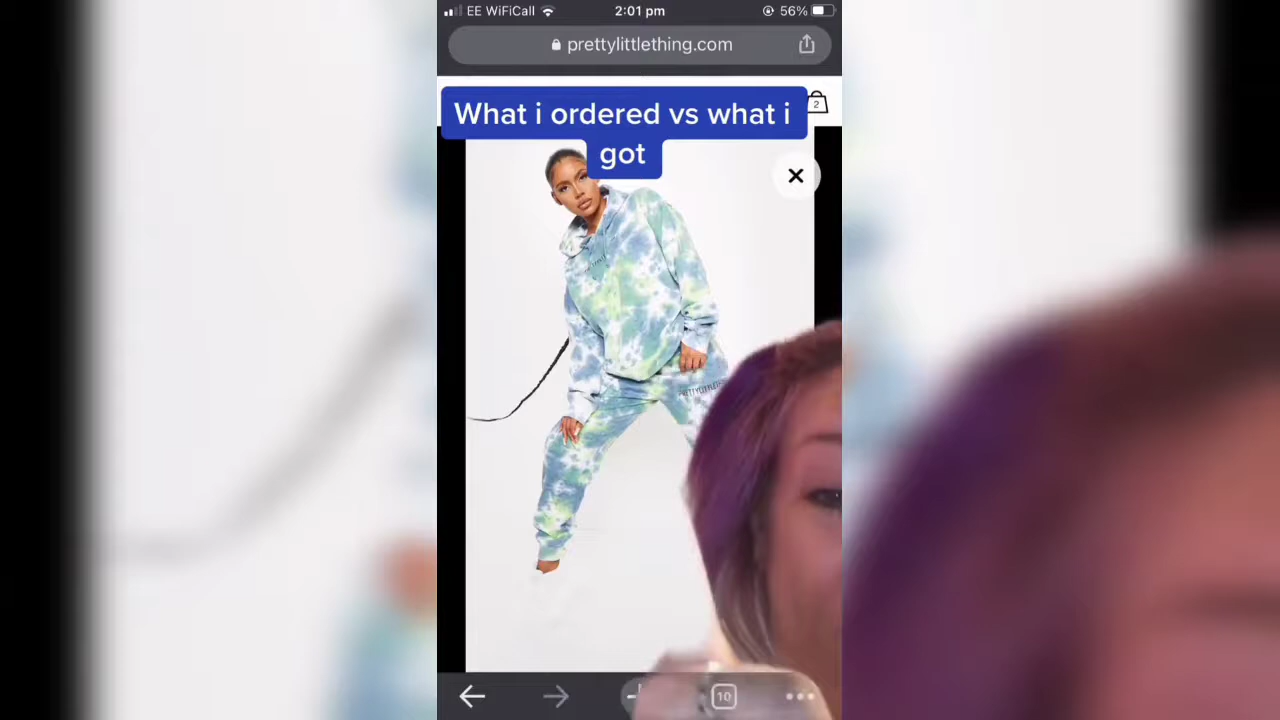 EE WiFiCall
2:01 pm
56%
prettylittlething.com
What i ordered vs what i
got
2
10